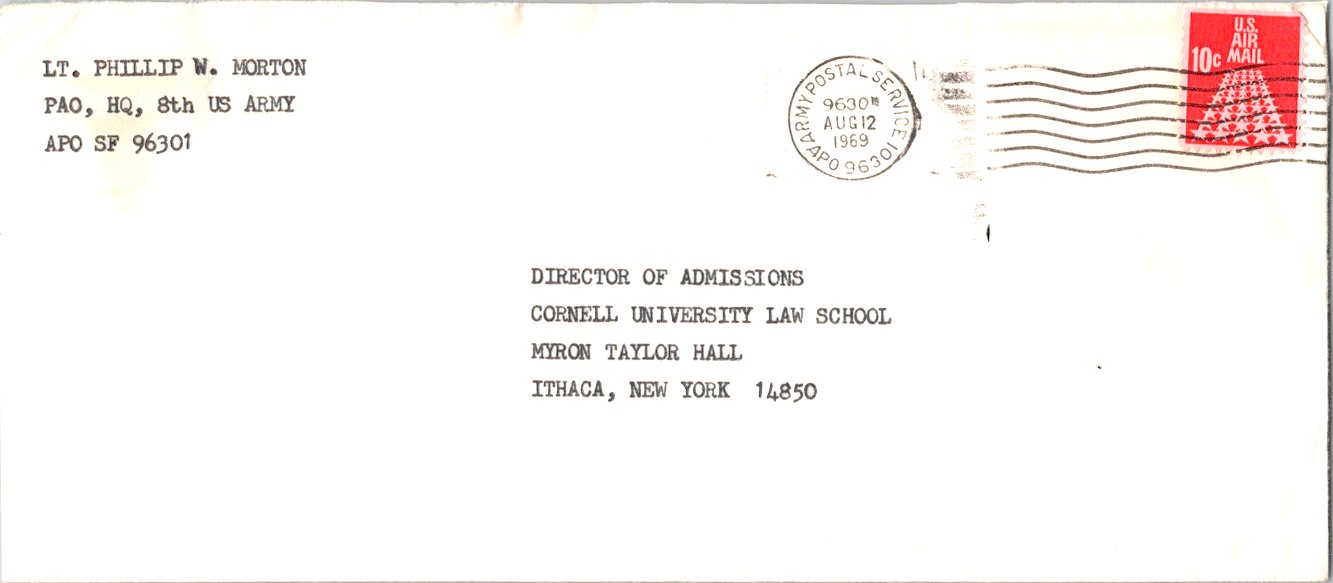 LT. PHILLIP W. MORTON
PAO, HQ, 8th US ARMY
APO SF 96301
ARMY POSTAL SERVICE
AUG 12
1969
APO 96301
U.S.
AIR
MAIL
10c
DIRECTOR OF ADMISSIONS
CORNELL UNIVERSITY LAW SCHOOL
MYRON TAYLOR HALL
ITHACA, NEW YORK 14850